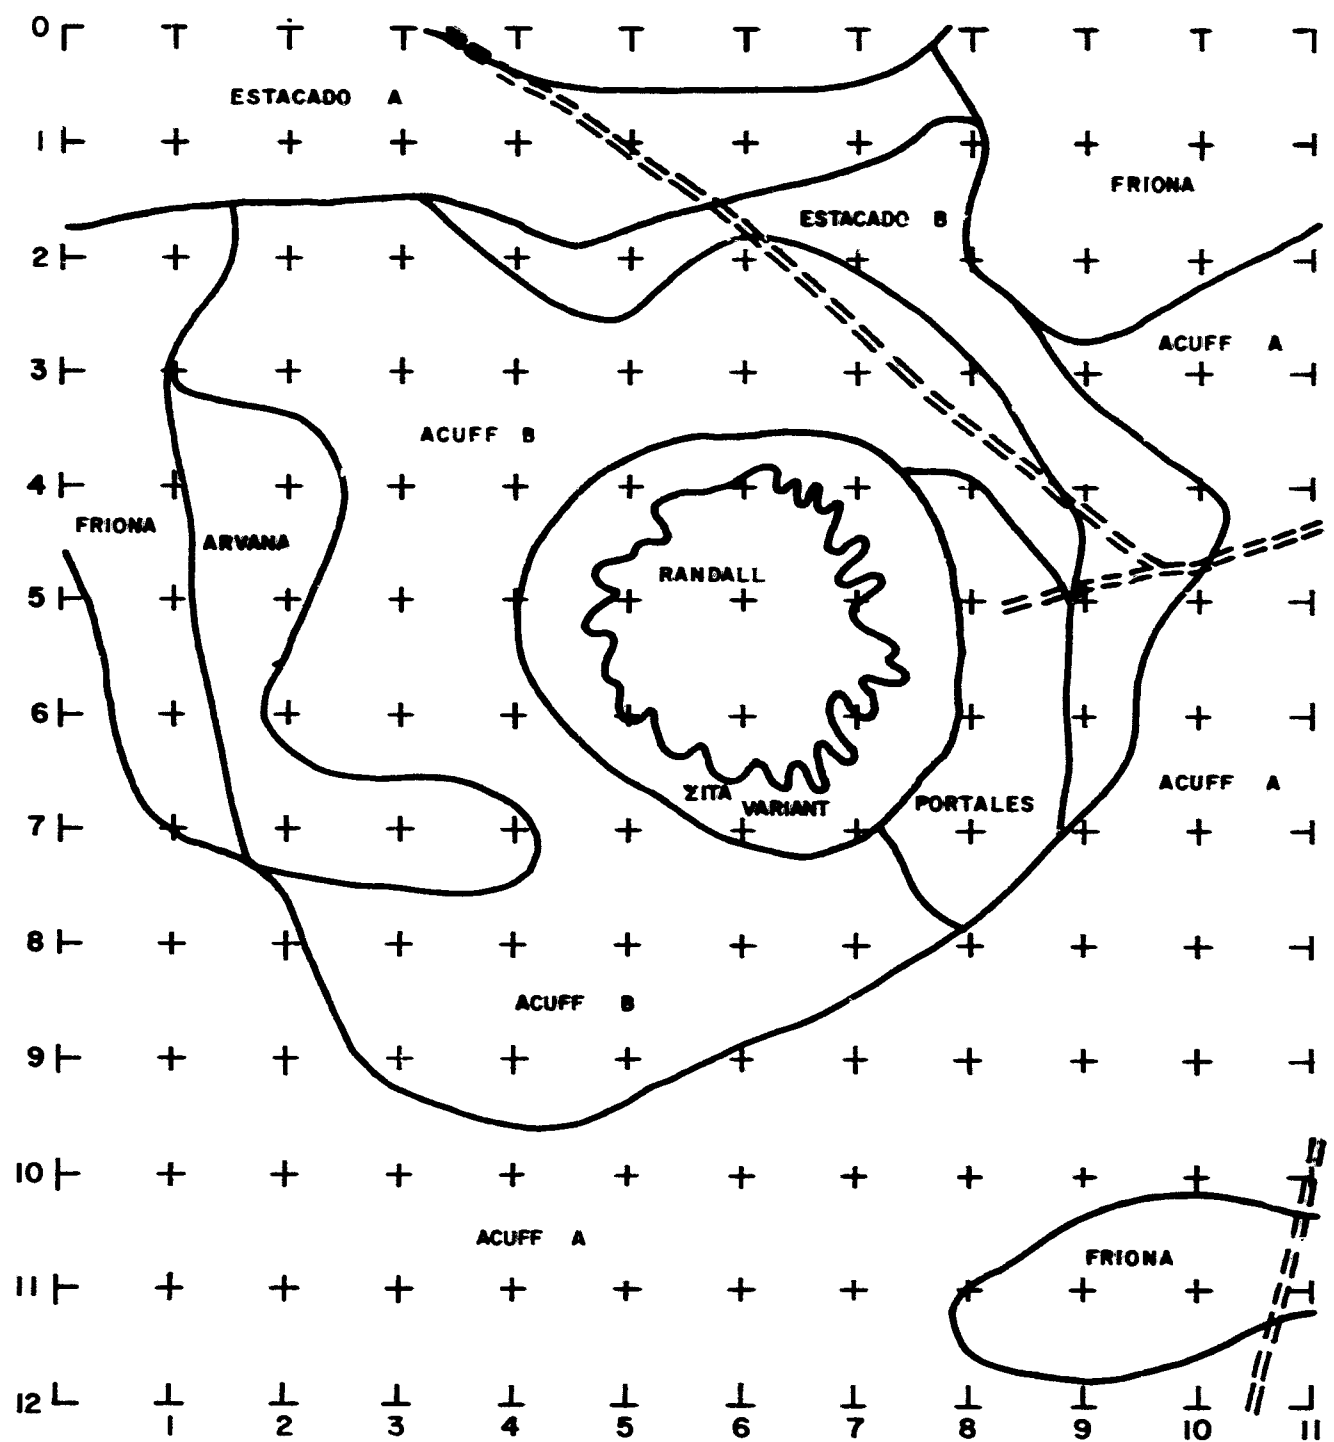 0
ESTACADO A
1
FRIONA
ESTACADO B
2
ACUFF A
3
ACUFF B
4
FRIONA
ARVANA
RANDALL
5
6
ACUFF A
ZITA
VARIANT
PORTALES
7
8
ACUFF B
9
10
ACUFF A
FRIONA
11
12
1 2 3 4 5 6 7 8 9 10 11